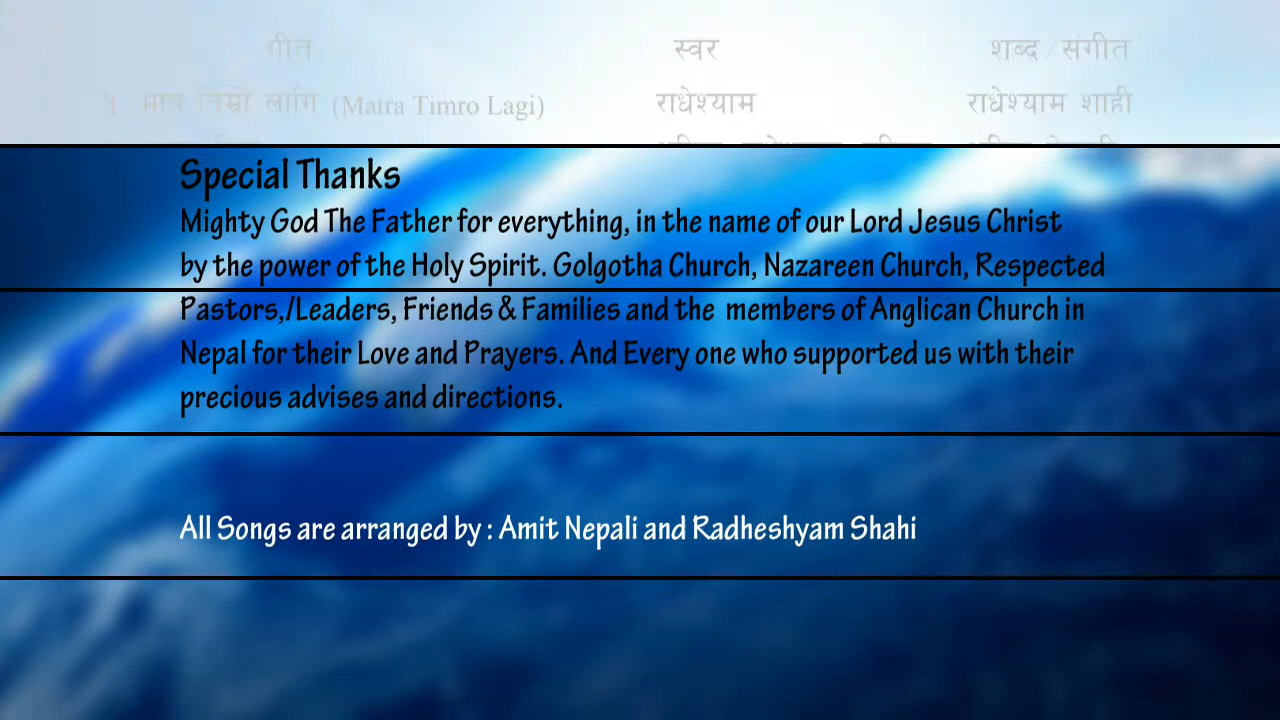 गीत स्वर शब्द / संगीत
१ मात्र तिम्रो लागि (Matra Timro Lagi) राधेश्याम राधेश्याम शाही
Special Thanks
Mighty God The Father for everything, in the name of our Lord Jesus Christ
by the power of the Holy Spirit. Golgotha Church, Nazareen Church, Respected
Pastors,/Leaders, Friends & Families and the members of Anglican Church in
Nepal for their Love and Prayers. And Every one who supported us with their
precious advises and directions.
All Songs are arranged by : Amit Nepali and Radheshyam Shahi